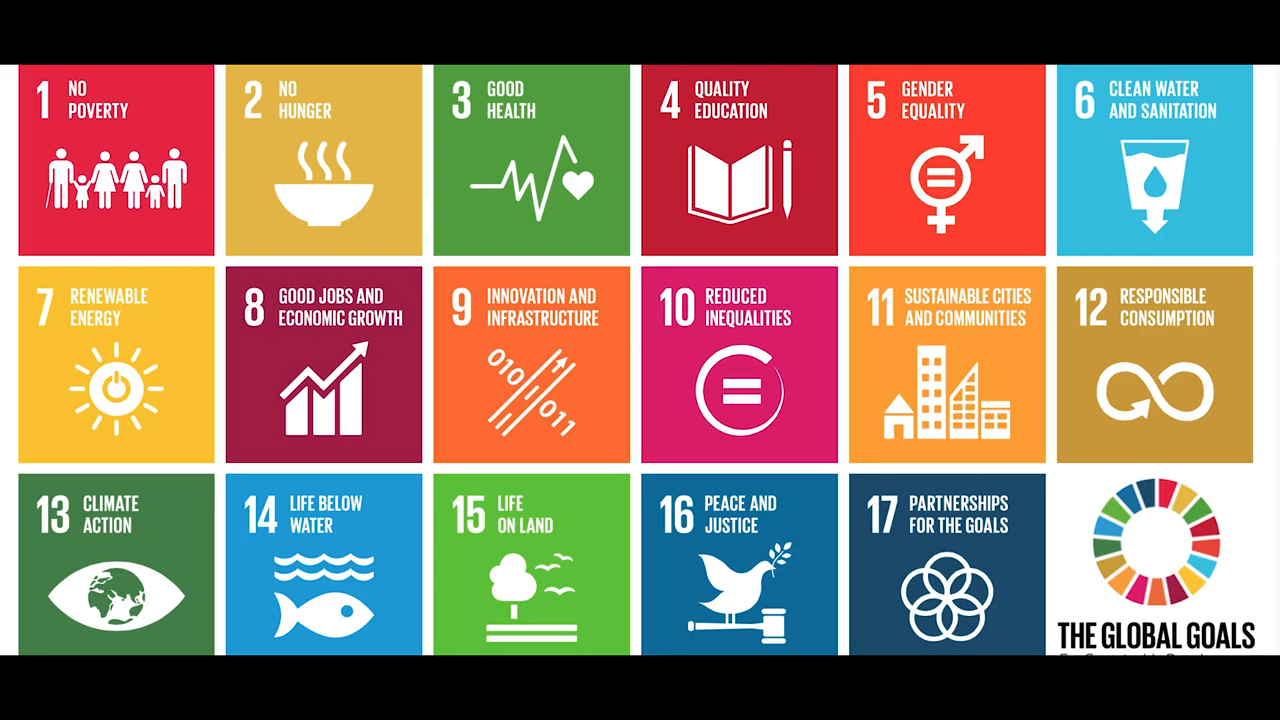 1 NO
POVERTY
2 NO
HUNGER
3 GOOD
HEALTH
4 QUALITY
EDUCATION
5 GENDER
EQUALITY
6 CLEAN WATER
AND SANITATION
7 RENEWABLE
ENERGY
8 GOOD JOBS AND
ECONOMIC GROWTH
9 INNOVATION AND
INFRASTRUCTURE
010
011
10 REDUCED
INEQUALITIES
11 SUSTAINABLE CITIES
AND COMMUNITIES
12 RESPONSIBLE
CONSUMPTION
13 CLIMATE
ACTION
14 LIFE BELOW
WATER
15 LIFE
ON LAND
16 PEACE AND
JUSTICE
17 PARTNERSHIPS
FOR THE GOALS
THE GLOBAL GOALS